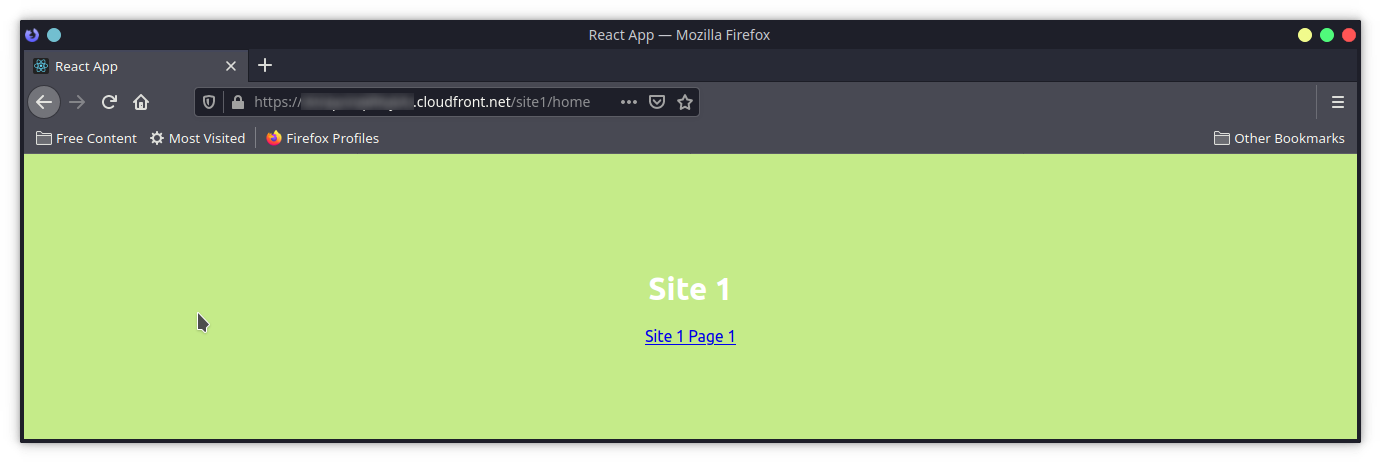 React App — Mozilla Firefox
React App
https://.cloudfront.net/site1/home
Free Content Most Visited Firefox Profiles Other Bookmarks
Site 1
Site 1 Page 1